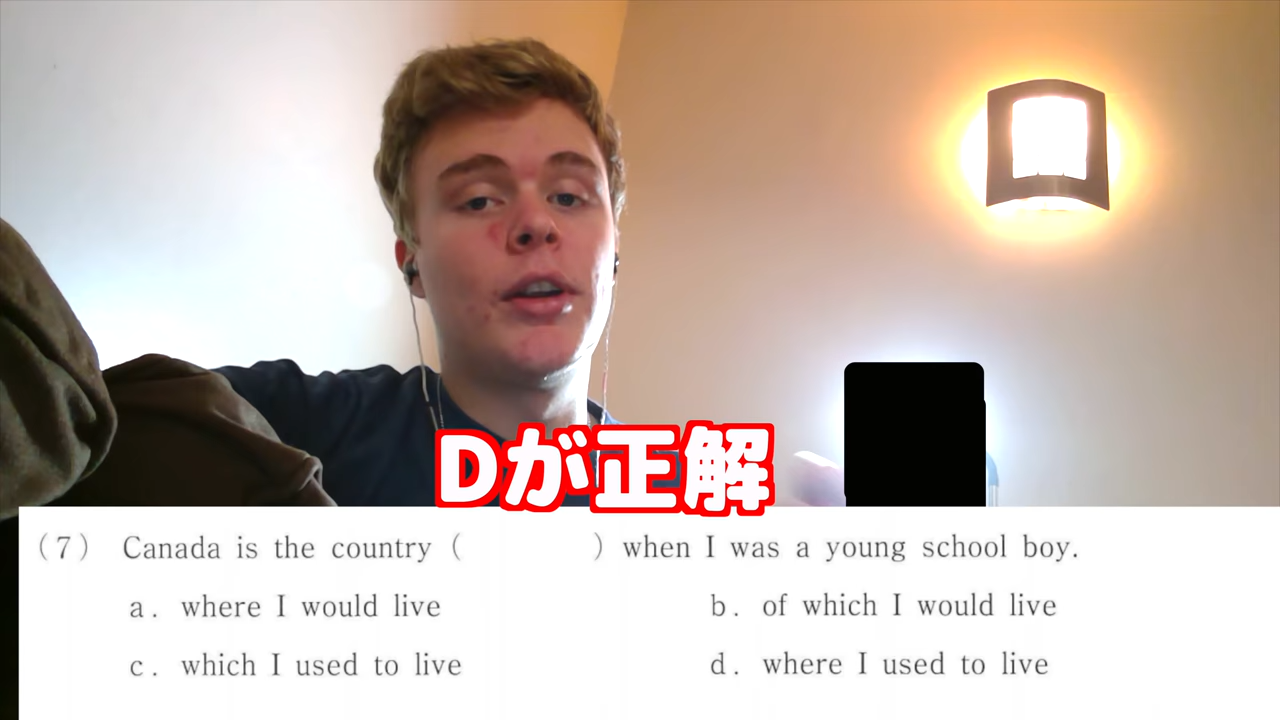 Dが正解
(7) Canada is the country ( ) when I was a young school boy.
a. where I would live b. of which I would live
c. which I used to live d. where I used to live